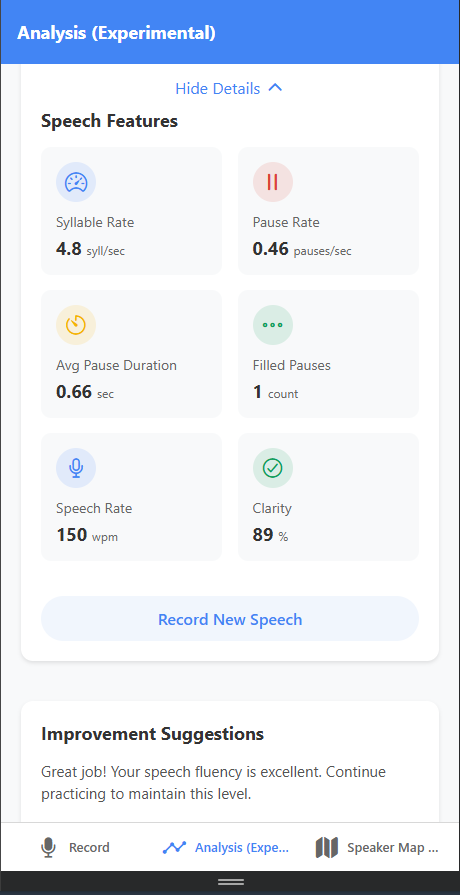 Analysis (Experimental)
Hide Details
Speech Features
Syllable Rate
4.8 syll/sec
Pause Rate
0.46 pauses/sec
Avg Pause Duration
0.66 sec
Filled Pauses
1 count
Speech Rate
150 wpm
Clarity
89 %
Record New Speech
Improvement Suggestions
Great job! Your speech fluency is excellent. Continue
practicing to maintain this level.
Record
Analysis (Expe...
Speaker Map ...